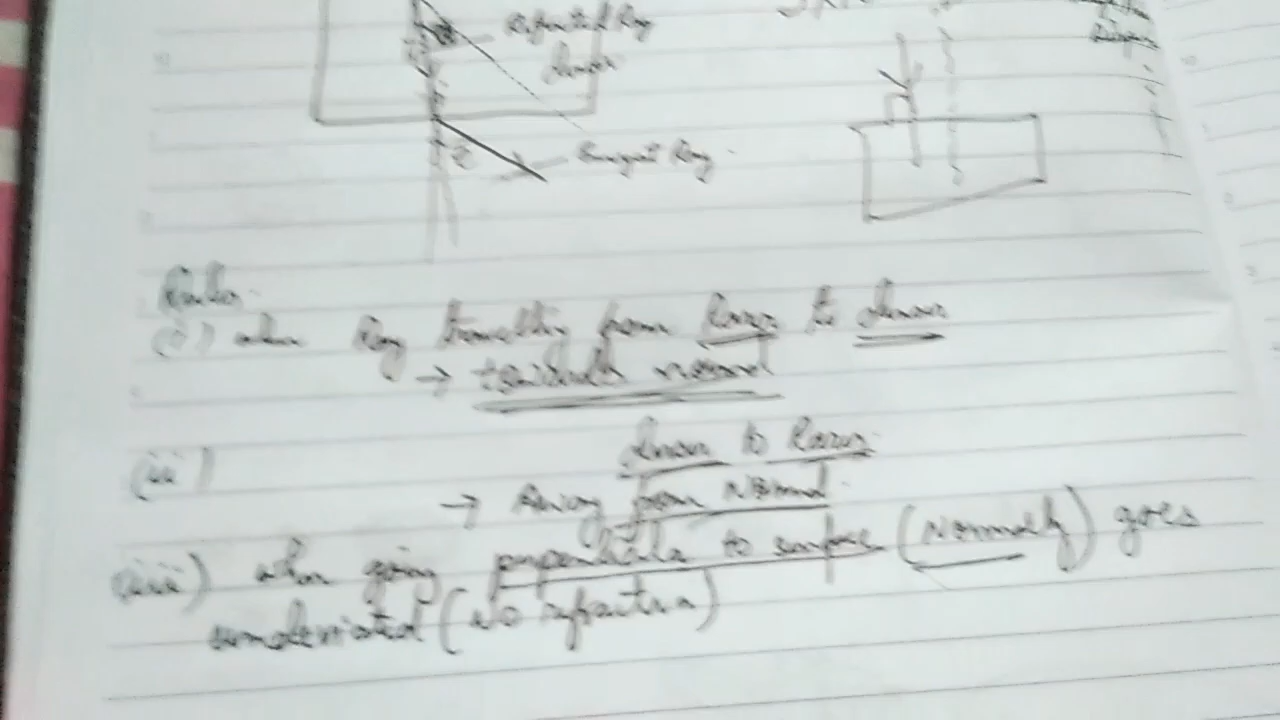 Refracted Ray
denser
Emergent Ray
Rules.
(i) when Ray travelling from Rarer to denser
→ towards normal
(ii) denser to Rarer
→ Away from Normal.
(iii) when going perpendicular to surface (Normally) goes
undeviated (No refraction)